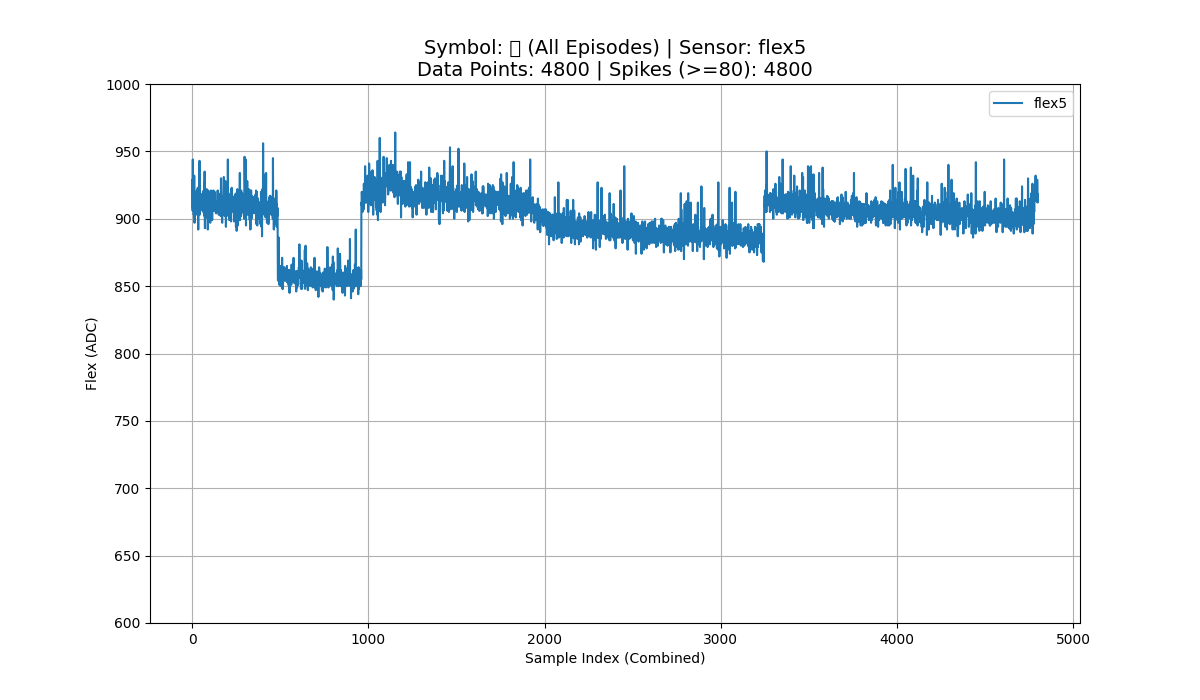 Symbol: (All Episodes) | Sensor: flex5
Data Points: 4800 | Spikes (>=80): 4800
flex5
Flex (ADC)
1000
950
900
850
800
750
700
650
600
0 1000 2000 3000 4000 5000
Sample Index (Combined)